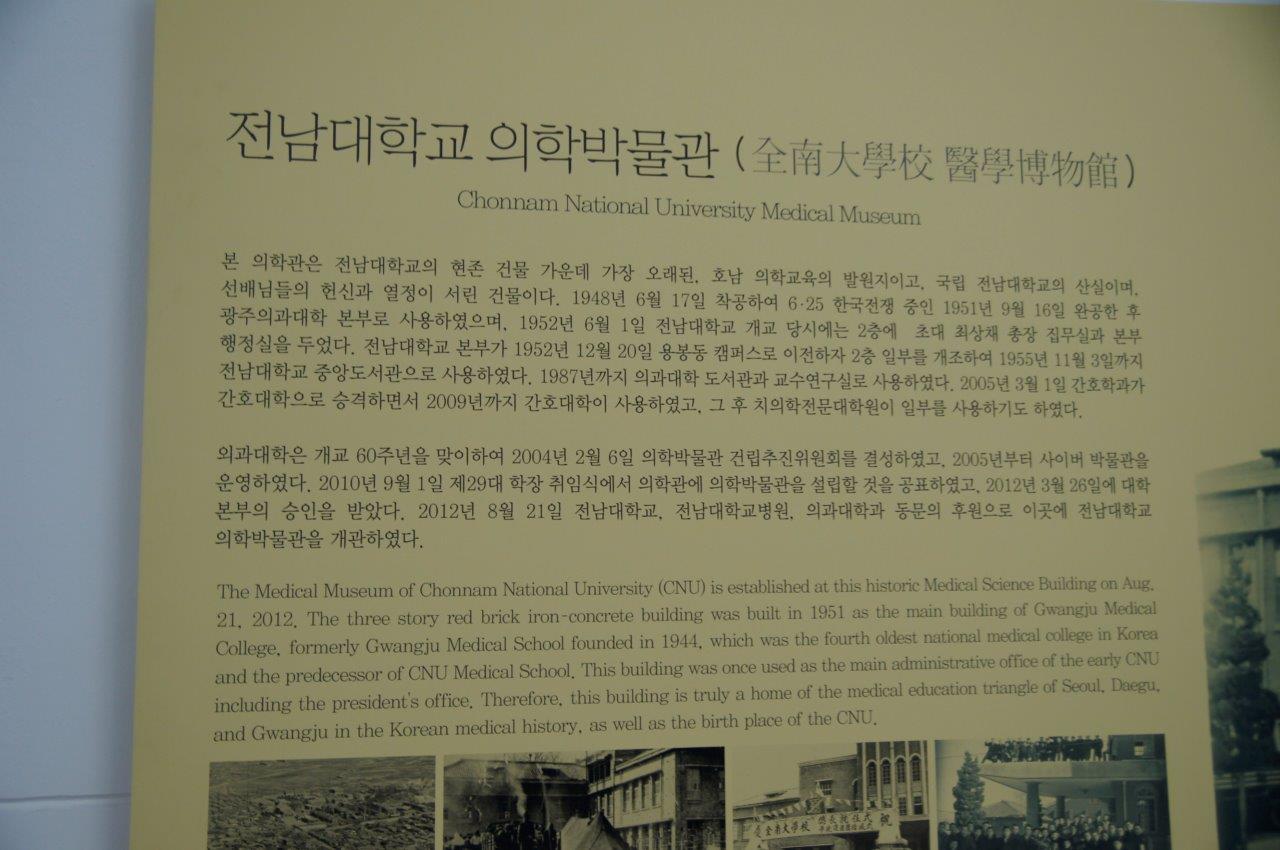 전남대학교 의학박물관 (全南大學校 醫學博物館)
Chonnam National University Medical Museum
본 의학관은 전남대학교의 현존 건물 가운데 가장 오래된, 호남 의학교육의 발원지이고, 국립 전남대학교의 산실이며,
선배님들의 헌신과 열정이 서린 건물이다. 1948년 6월 17일 착공하여 6·25 한국전쟁 중인 1951년 9월 16일 완공한 후
광주의과대학 본부로 사용하였으며, 1952년 6월 1일 전남대학교 개교 당시에는 2층에 초대 최상채 총장 집무실과 본부
행정실을 두었다. 전남대학교 본부가 1952년 12월 20일 용봉동 캠퍼스로 이전하자 2층 일부를 개조하여 1955년 11월 3일까지
전남대학교 중앙도서관으로 사용하였다. 1987년까지 의과대학 도서관과 교수연구실로 사용하였다. 2005년 3월 1일 간호학과가
간호대학으로 승격하면서 2009년까지 간호대학이 사용하였고, 그 후 치의학전문대학원이 일부를 사용하기도 하였다.
외과대학은 개교 60주년을 맞이하여 2004년 2월 6일 의학박물관 건립추진위원회를 결성하였고, 2005년부터 사이버 박물관을
운영하였다. 2010년 9월 1일 제29대 학장 취임식에서 의학관에 의학박물관을 설립할 것을 공표하였고, 2012년 3월 26일에 대학
본부의 승인을 받았다. 2012년 8월 21일 전남대학교, 전남대학교병원, 의과대학과 동문의 후원으로 이곳에 전남대학교
의학박물관을 개관하였다.
The Medical Museum of Chonnam National University (CNU) is established at this historic Medical Science Building on Aug.
21, 2012. The three story red brick iron-concrete building was built in 1951 as the main building of Gwangju Medical
College, formerly Gwangju Medical School founded in 1944, which was the fourth oldest national medical college in Korea
and the predecessor of CNU Medical School. This building was once used as the main administrative office of the early CNU
including the president's office. Therefore, this building is truly a home of the medical education triangle of Seoul, Daegu,
and Gwangju in the Korean medical history, as well as the birth place of the CNU.
全南大學校 總長就任式 祝